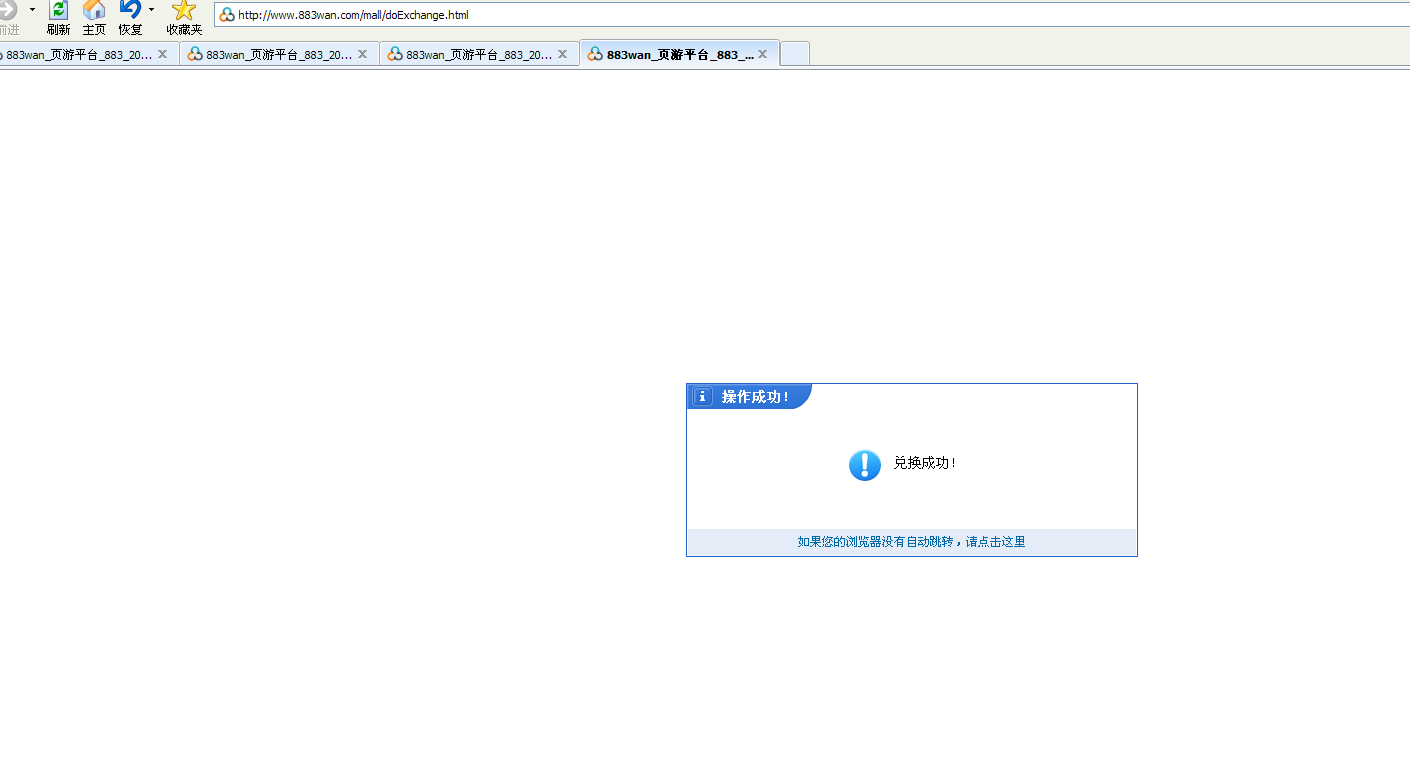 http://www.883wan.com/mall/doExchange.html
前进 刷新 主页 恢复 收藏夹
883wan_页游平台_883_20... 883wan_页游平台_883_20... 883wan_页游平台_883_20... 883wan_页游平台_883_...
操作成功!
兑换成功!
如果您的浏览器没有自动跳转，请点击这里